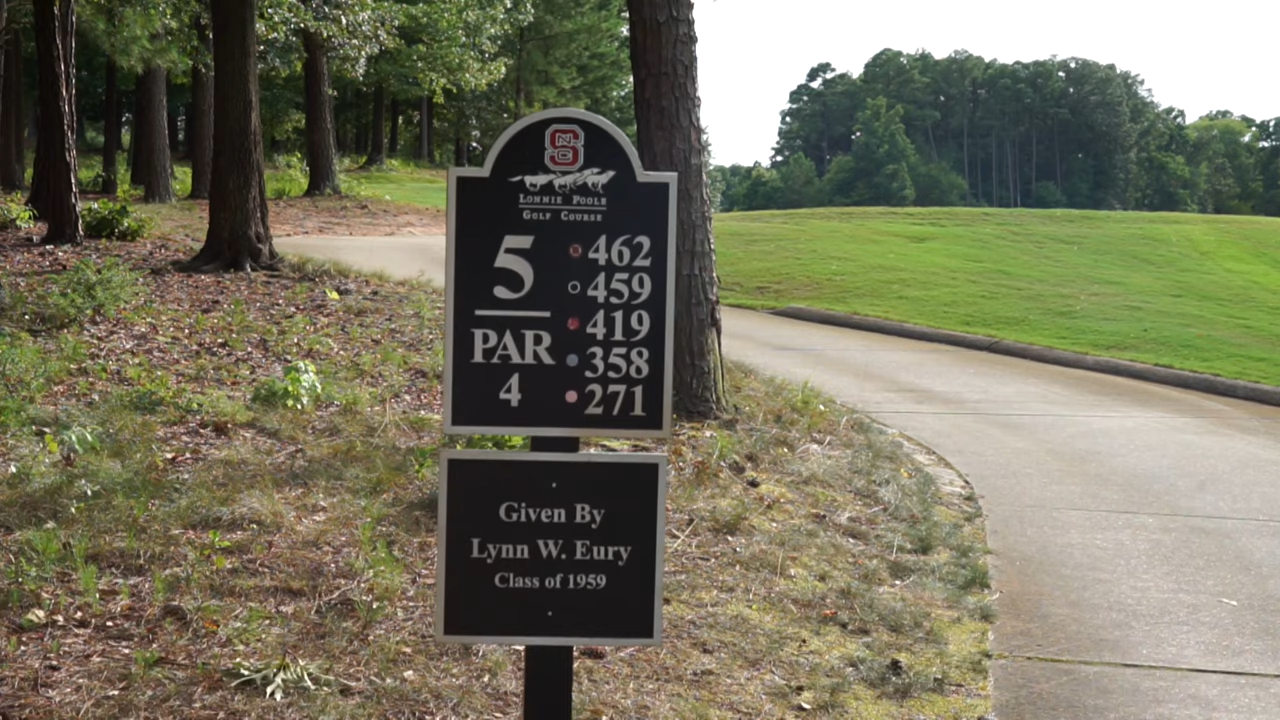 NCS
LONNIE POOLE
GOLF COURSE
5
PAR
4
462
459
419
358
271
Given By
Lynn W. Eury
Class of 1959